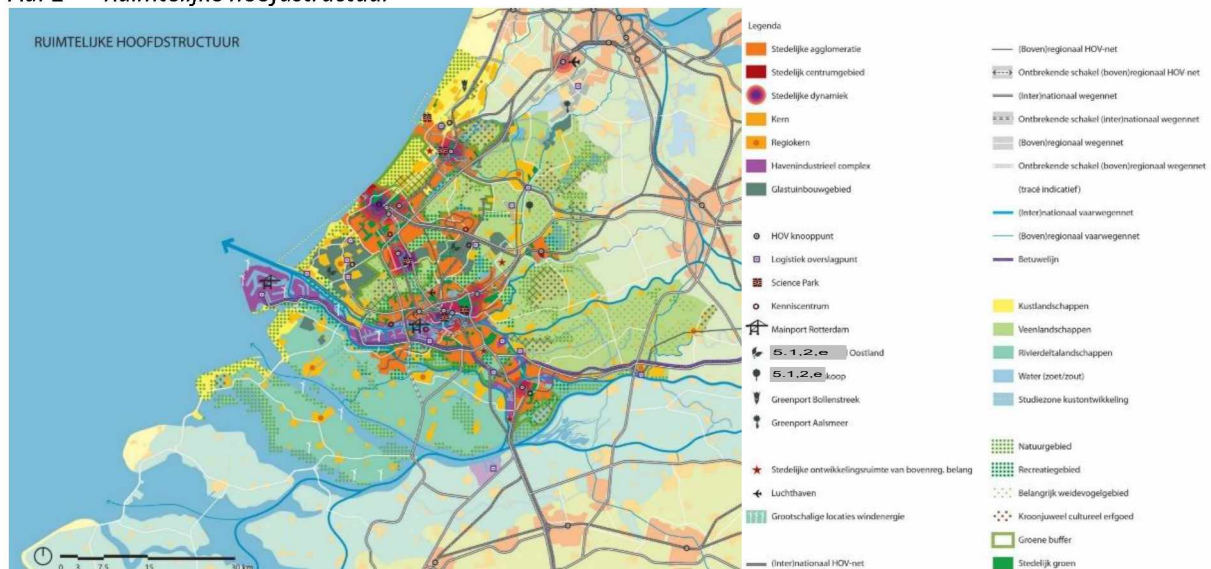 Ruimtelijke hoofdstructuur
RUIMTELIJKE HOOFDSTRUCTUUR
0 3 7.5 15 30 km
Legenda
Stedelijke agglomeratie
Stedelijk centrumgebied
Stedelijke dynamiek
Kern
Regiokern
Havenindustrieel complex
Glastuinbouwgebied
HOV knooppunt
Logistiek overslagpunt
Science Park
Kenniscentrum
Mainport Rotterdam
5.1,2,e Oostland
5.1,2,e koop
Greenport Bollenstreek
Greenport Aalsmeer
Stedelijke ontwikkelingsruimte van bovenreg. belang
Luchthaven
Grootschalige locaties windenergie
(Inter)nationaal HOV-net
(Boven)regionaal HOV-net
Ontbrekende schakel (boven)regionaal HOV-net
(Inter)nationaal wegennet
Ontbrekende schakel (inter)nationaal wegennet
(Boven)regionaal wegennet
Ontbrekende schakel (boven)regionaal wegennet
(tracé indicatief)
(Inter)nationaal vaarwegennet
(Boven)regionaal vaarwegennet
Betuwelijn
Kustlandschappen
Veenlandschappen
Rivierdeltalandschappen
Water (zoet/zout)
Studiezone kustontwikkeling
Natuurgebied
Recreatiegebied
Belangrijk weidevogelgebied
Kroonjuweel cultureel erfgoed
Groene buffer
Stedelijk groen